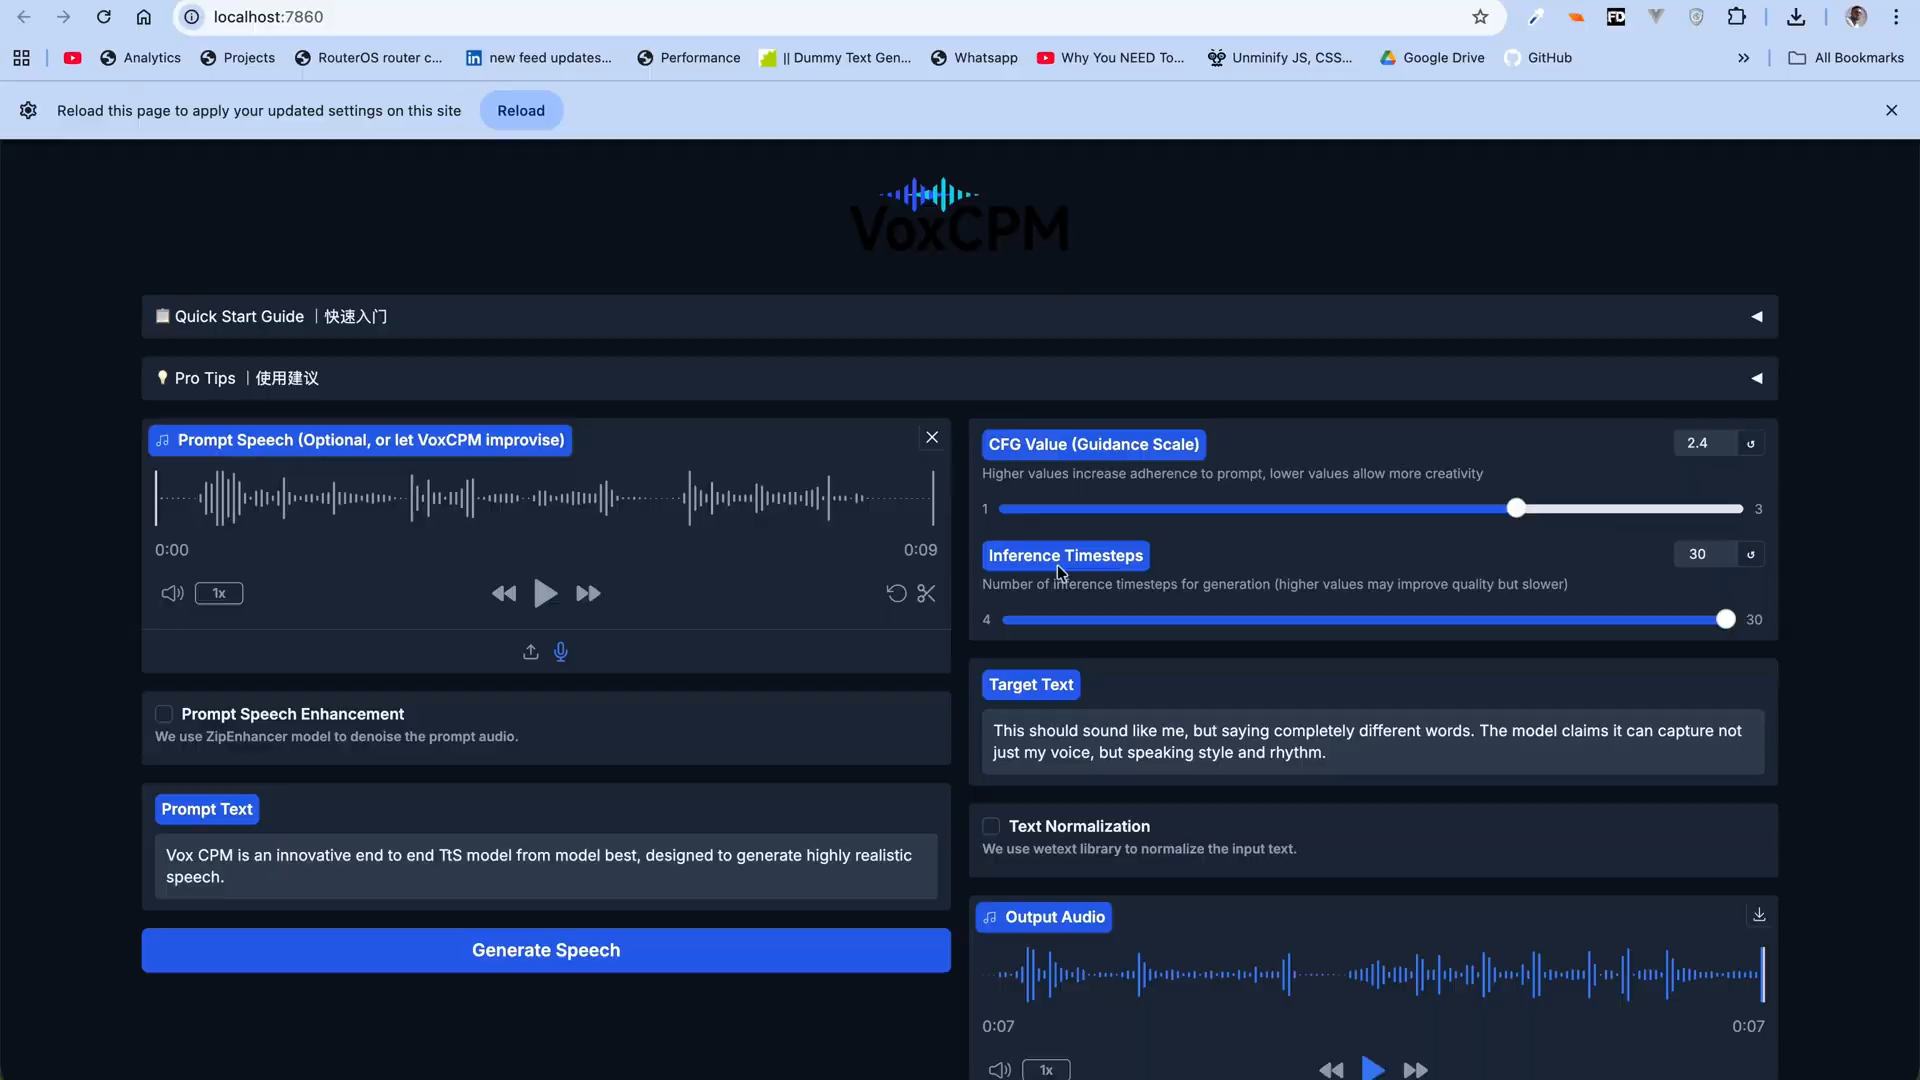 localhost:7860
Analytics
Projects
RouterOS router c...
new feed updates...
Performance
|| Dummy Text Gen...
Whatsapp
Why You NEED To...
Unminify JS, CSS...
Google Drive
GitHub
»
All Bookmarks
Reload this page to apply your updated settings on this site
Reload
VoxCPM
Quick Start Guide ｜快速入门
Pro Tips ｜使用建议
Prompt Speech (Optional, or let VoxCPM improvise)
0:00
0:09
1x
Prompt Speech Enhancement
We use ZipEnhancer model to denoise the prompt audio.
Prompt Text
Vox CPM is an innovative end to end TtS model from model best, designed to generate highly realistic
speech.
Generate Speech
CFG Value (Guidance Scale)
2.4
Higher values increase adherence to prompt, lower values allow more creativity
1
3
Inference Timesteps
30
Number of inference timesteps for generation (higher values may improve quality but slower)
4
30
Target Text
This should sound like me, but saying completely different words. The model claims it can capture not
just my voice, but speaking style and rhythm.
Text Normalization
We use wetext library to normalize the input text.
Output Audio
0:07
0:07
1x